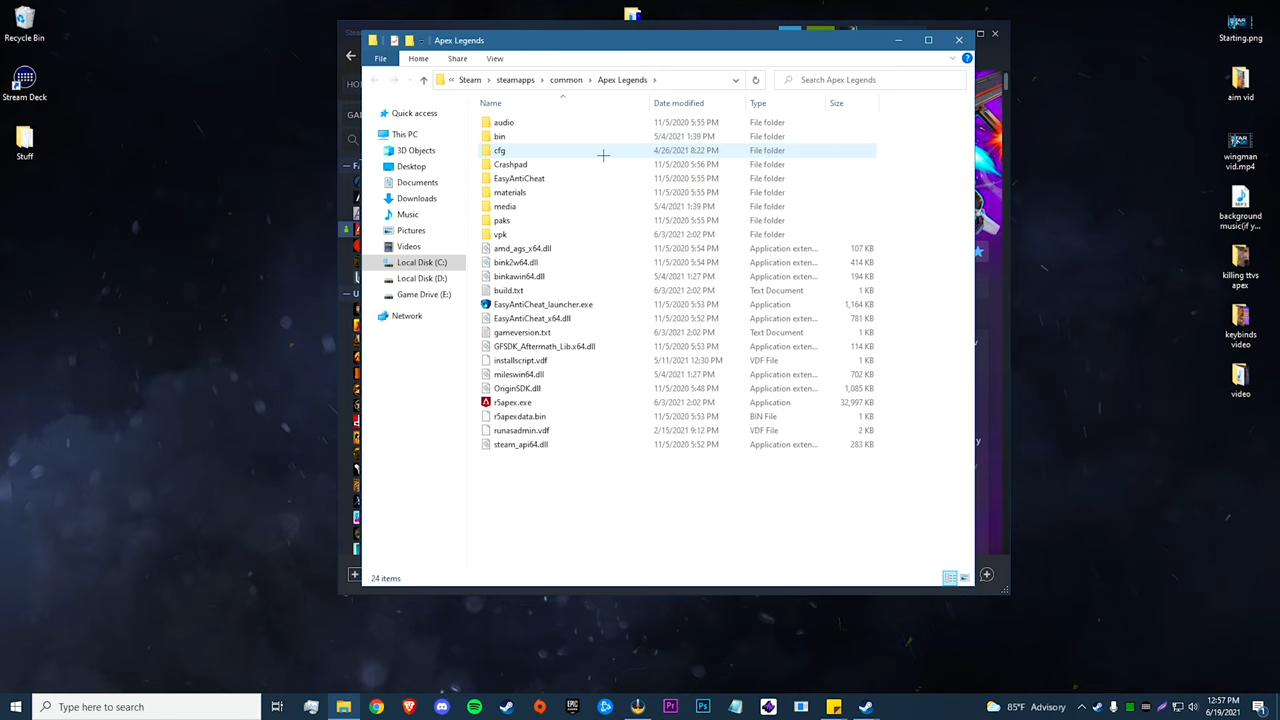 Recycle Bin
Steam Deck
Stuff
Apex Legends
File Home Share View
« Steam › steamapps › common › Apex Legends ›
Search Apex Legends
Quick access
This PC
3D Objects
Desktop
Documents
Downloads
Music
Pictures
Videos
Local Disk (C:)
Local Disk (D:)
Game Drive (E:)
Network
Name Date modified Type Size
audio 11/5/2020 5:55 PM File folder
bin 5/4/2021 1:39 PM File folder
cfg 4/26/2021 8:22 PM File folder
Crashpad 11/5/2020 5:56 PM File folder
EasyAntiCheat 11/5/2020 5:55 PM File folder
materials 11/5/2020 5:55 PM File folder
media 5/4/2021 1:39 PM File folder
paks 11/5/2020 5:55 PM File folder
vpk 6/3/2021 2:02 PM File folder
amd_ags_x64.dll 11/5/2020 5:54 PM Application exten... 107 KB
bink2w64.dll 11/5/2020 5:54 PM Application exten... 414 KB
binkawin64.dll 5/4/2021 1:27 PM Application exten... 194 KB
build.txt 6/3/2021 2:02 PM Text Document 1 KB
EasyAntiCheat_launcher.exe 11/5/2020 5:53 PM Application 1,164 KB
EasyAntiCheat_x64.dll 11/5/2020 5:52 PM Application exten... 781 KB
gameversion.txt 6/3/2021 2:02 PM Text Document 1 KB
GFSDK_Aftermath_Lib.x64.dll 11/5/2020 5:53 PM Application exten... 114 KB
installscript.vdf 5/11/2021 12:30 PM VDF File 1 KB
mileswin64.dll 5/4/2021 1:27 PM Application exten... 702 KB
OriginSDK.dll 11/5/2020 5:48 PM Application exten... 1,085 KB
r5apex.exe 6/3/2021 2:02 PM Application 32,997 KB
r5apexdata.bin 11/5/2020 5:53 PM BIN File 1 KB
runasadmin.vdf 2/15/2021 9:12 PM VDF File 2 KB
steam_api64.dll 11/5/2020 5:52 PM Application exten... 283 KB
24 items
Starting.png
aim vid
wingman
vid.mp4
background
music(if y...
killing ttvs
apex
keybinds
video
video
Type here to search
85°F Advisory
12:57 PM
6/19/2021